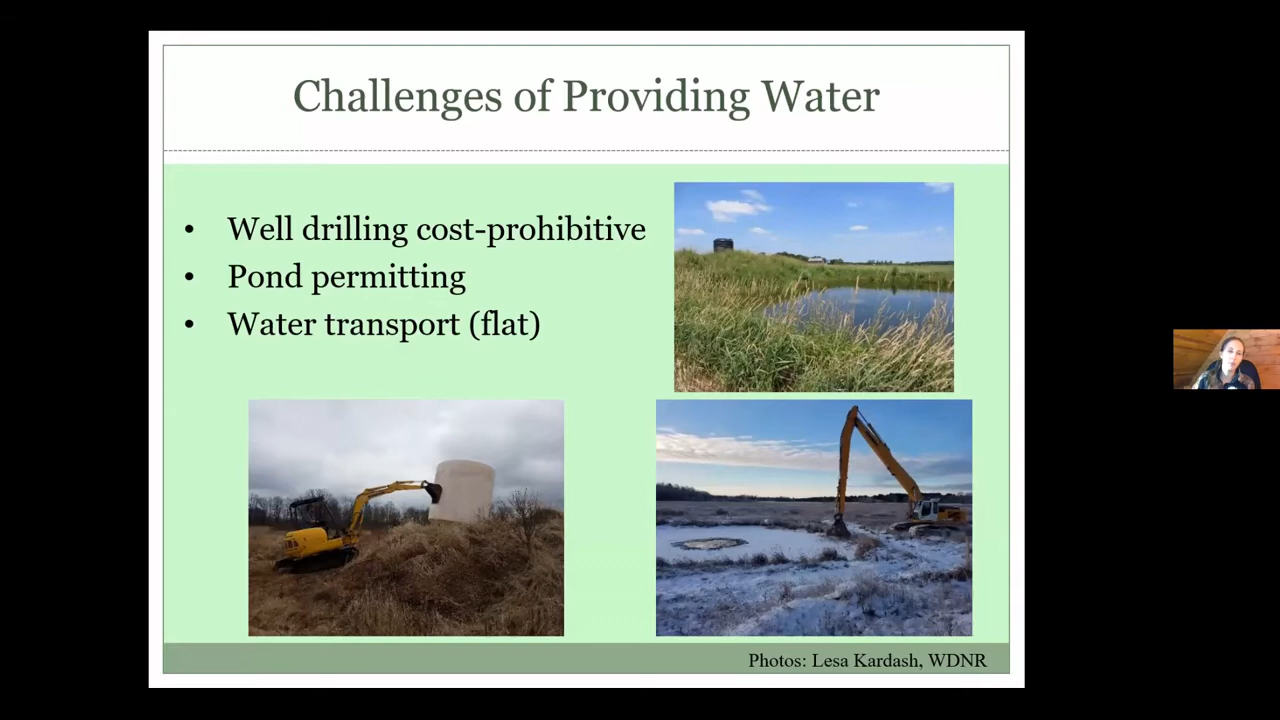 Challenges of Providing Water
• Well drilling cost-prohibitive
• Pond permitting
• Water transport (flat)
Photos: Lesa Kardash, WDNR